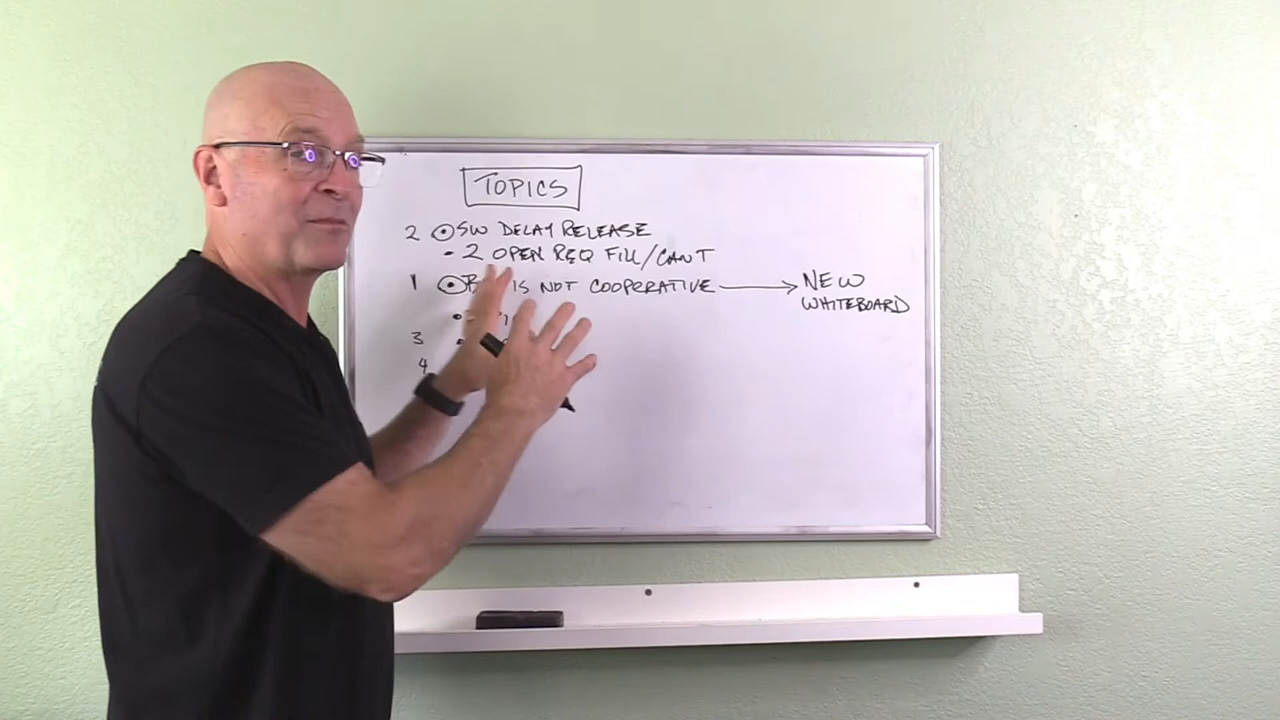 TOPICS
2 SW DELAY RELEASE
2 OPEN REQ FILL/CAN'T
1 IS NOT COOPERATIVE → NEW WHITEBOARD
3
4